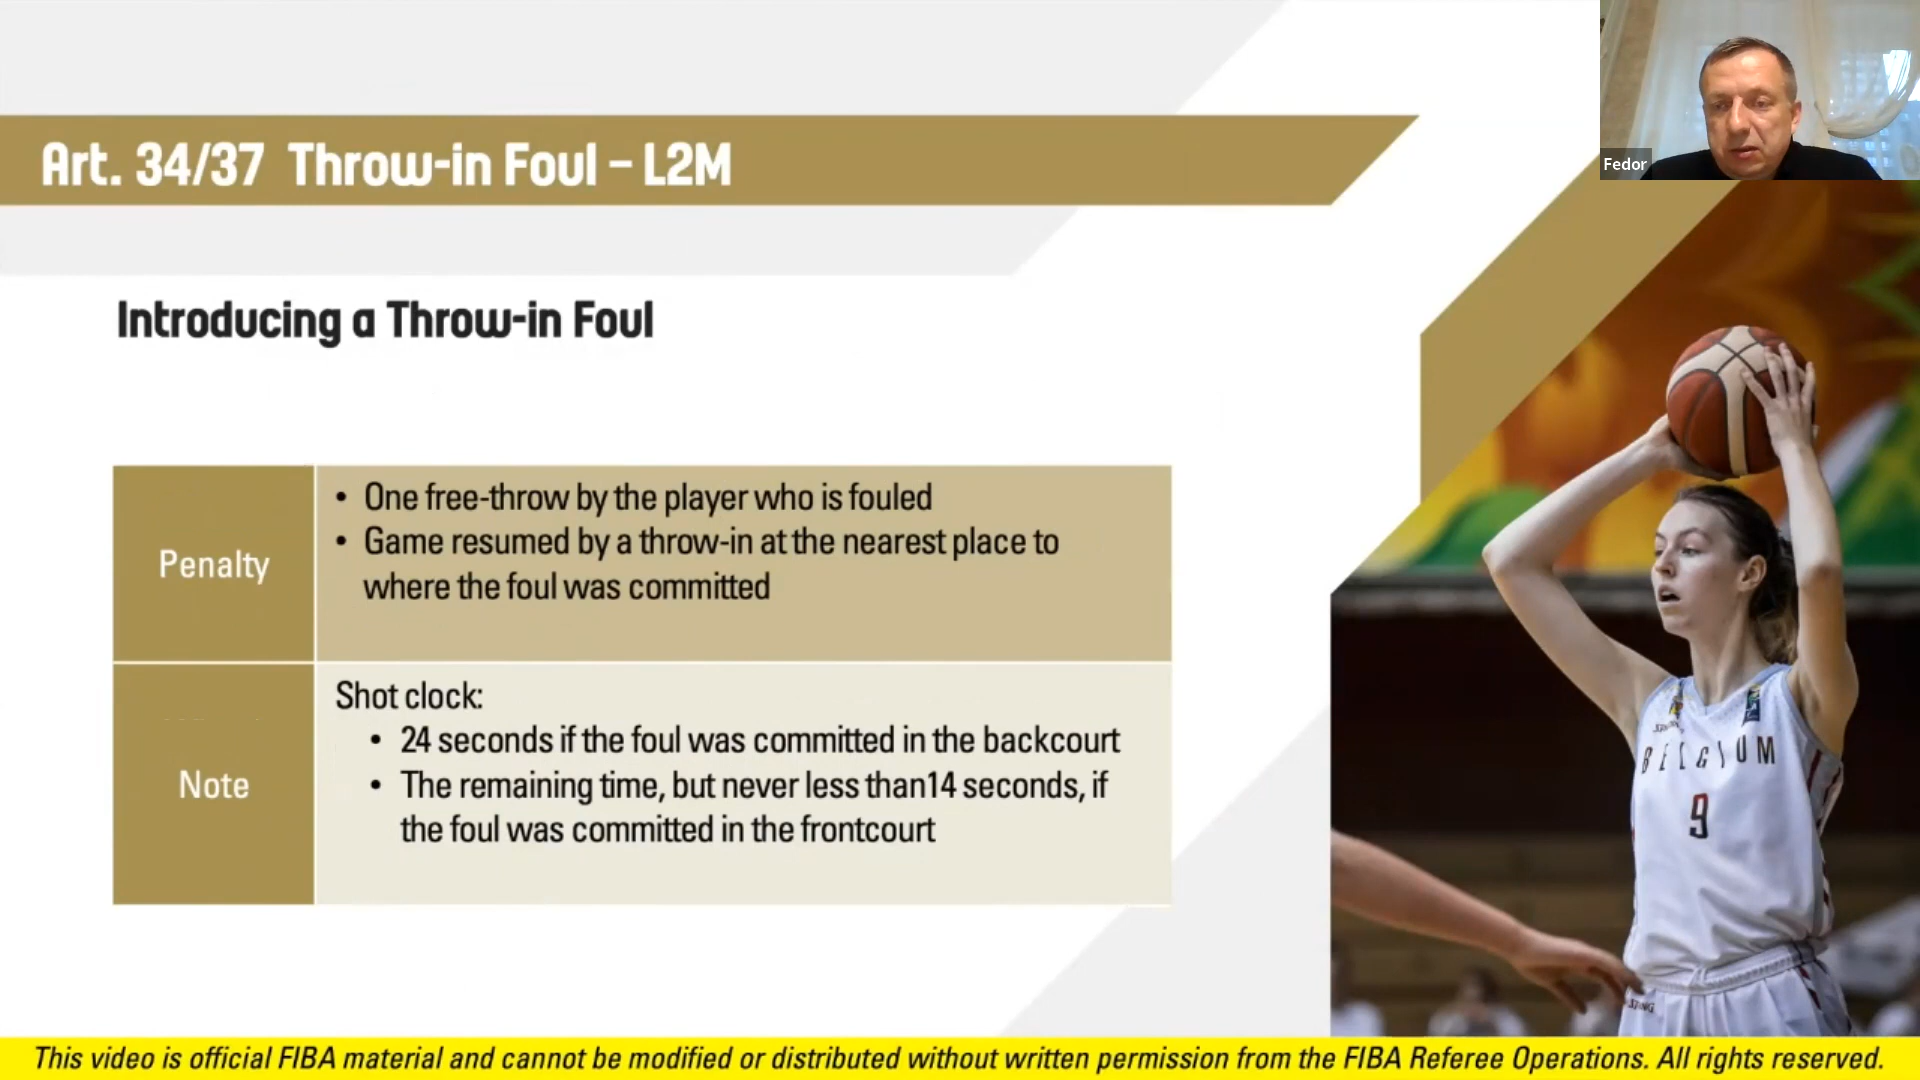 Fedor
Art. 34/37 Throw-in Foul – L2M
Introducing a Throw-in Foul
Penalty
• One free-throw by the player who is fouled
• Game resumed by a throw-in at the nearest place to
where the foul was committed
Note
Shot clock:
• 24 seconds if the foul was committed in the backcourt
• The remaining time, but never less than14 seconds, if
the foul was committed in the frontcourt
BELGIUM
9
This video is official FIBA material and cannot be modified or distributed without written permission from the FIBA Referee Operations. All rights reserved.